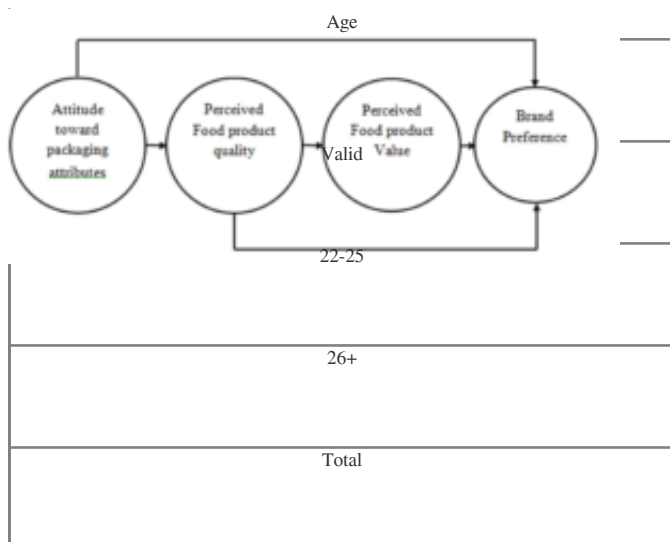 Age
Attitude
toward
packaging
attributes
Perceived
Food product
quality
Perceived
Food product
Value
Brand
Preference
Valid
22-25
26+
Total